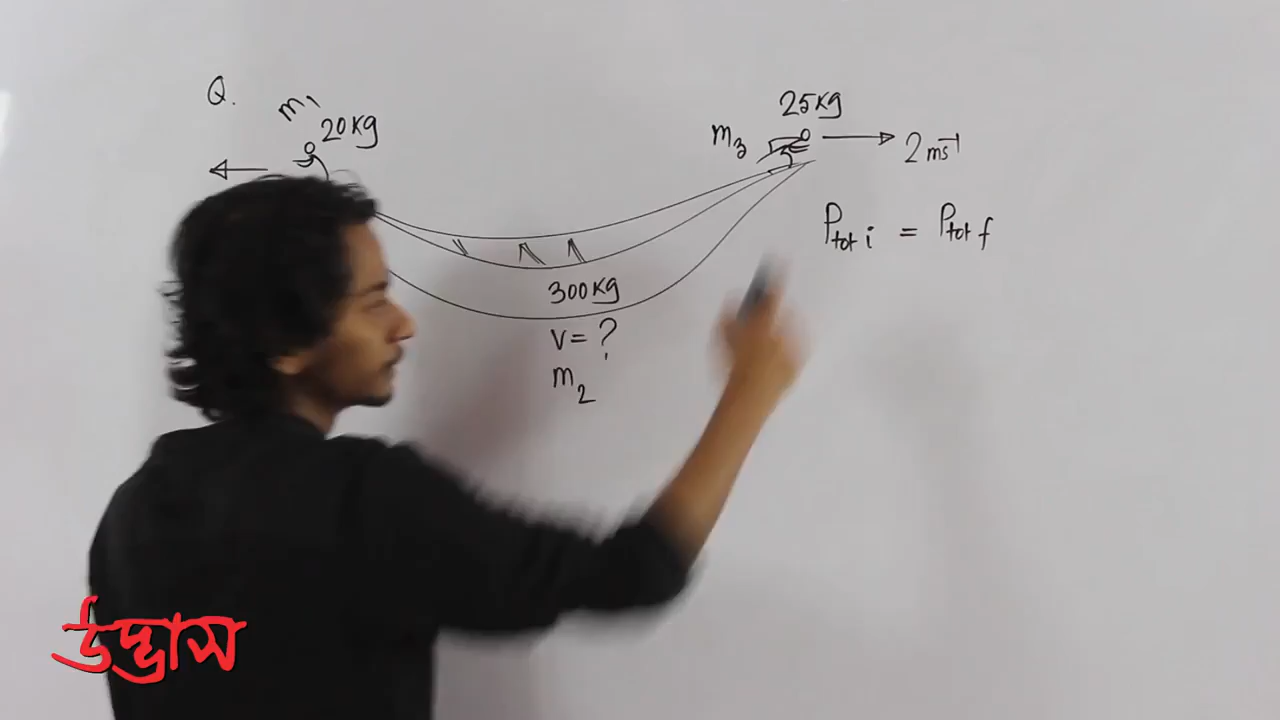 Q.
m1
20kg
25kg
m3
2 ms⁻¹
Ptot i = Ptot f
300kg
v = ?
m2
উদ্ভাস